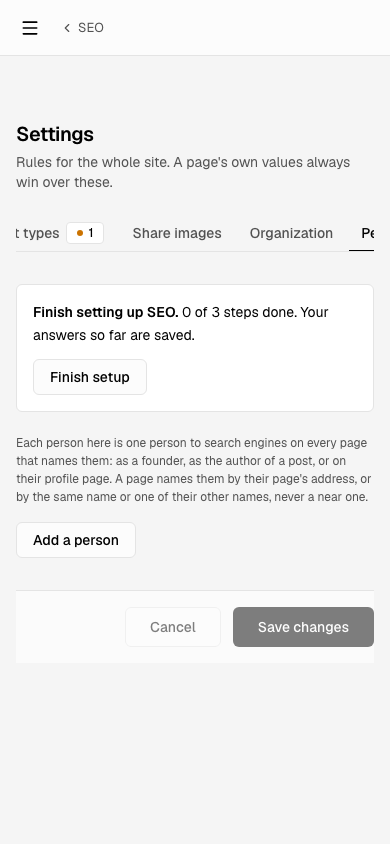 SEO
Settings
Rules for the whole site. A page's own values always
win over these.
t types 1 Share images Organization Pe
Finish setting up SEO. 0 of 3 steps done. Your
answers so far are saved.
Finish setup
Each person here is one person to search engines on every page
that names them: as a founder, as the author of a post, or on
their profile page. A page names them by their page's address, or
by the same name or one of their other names, never a near one.
Add a person
Cancel Save changes